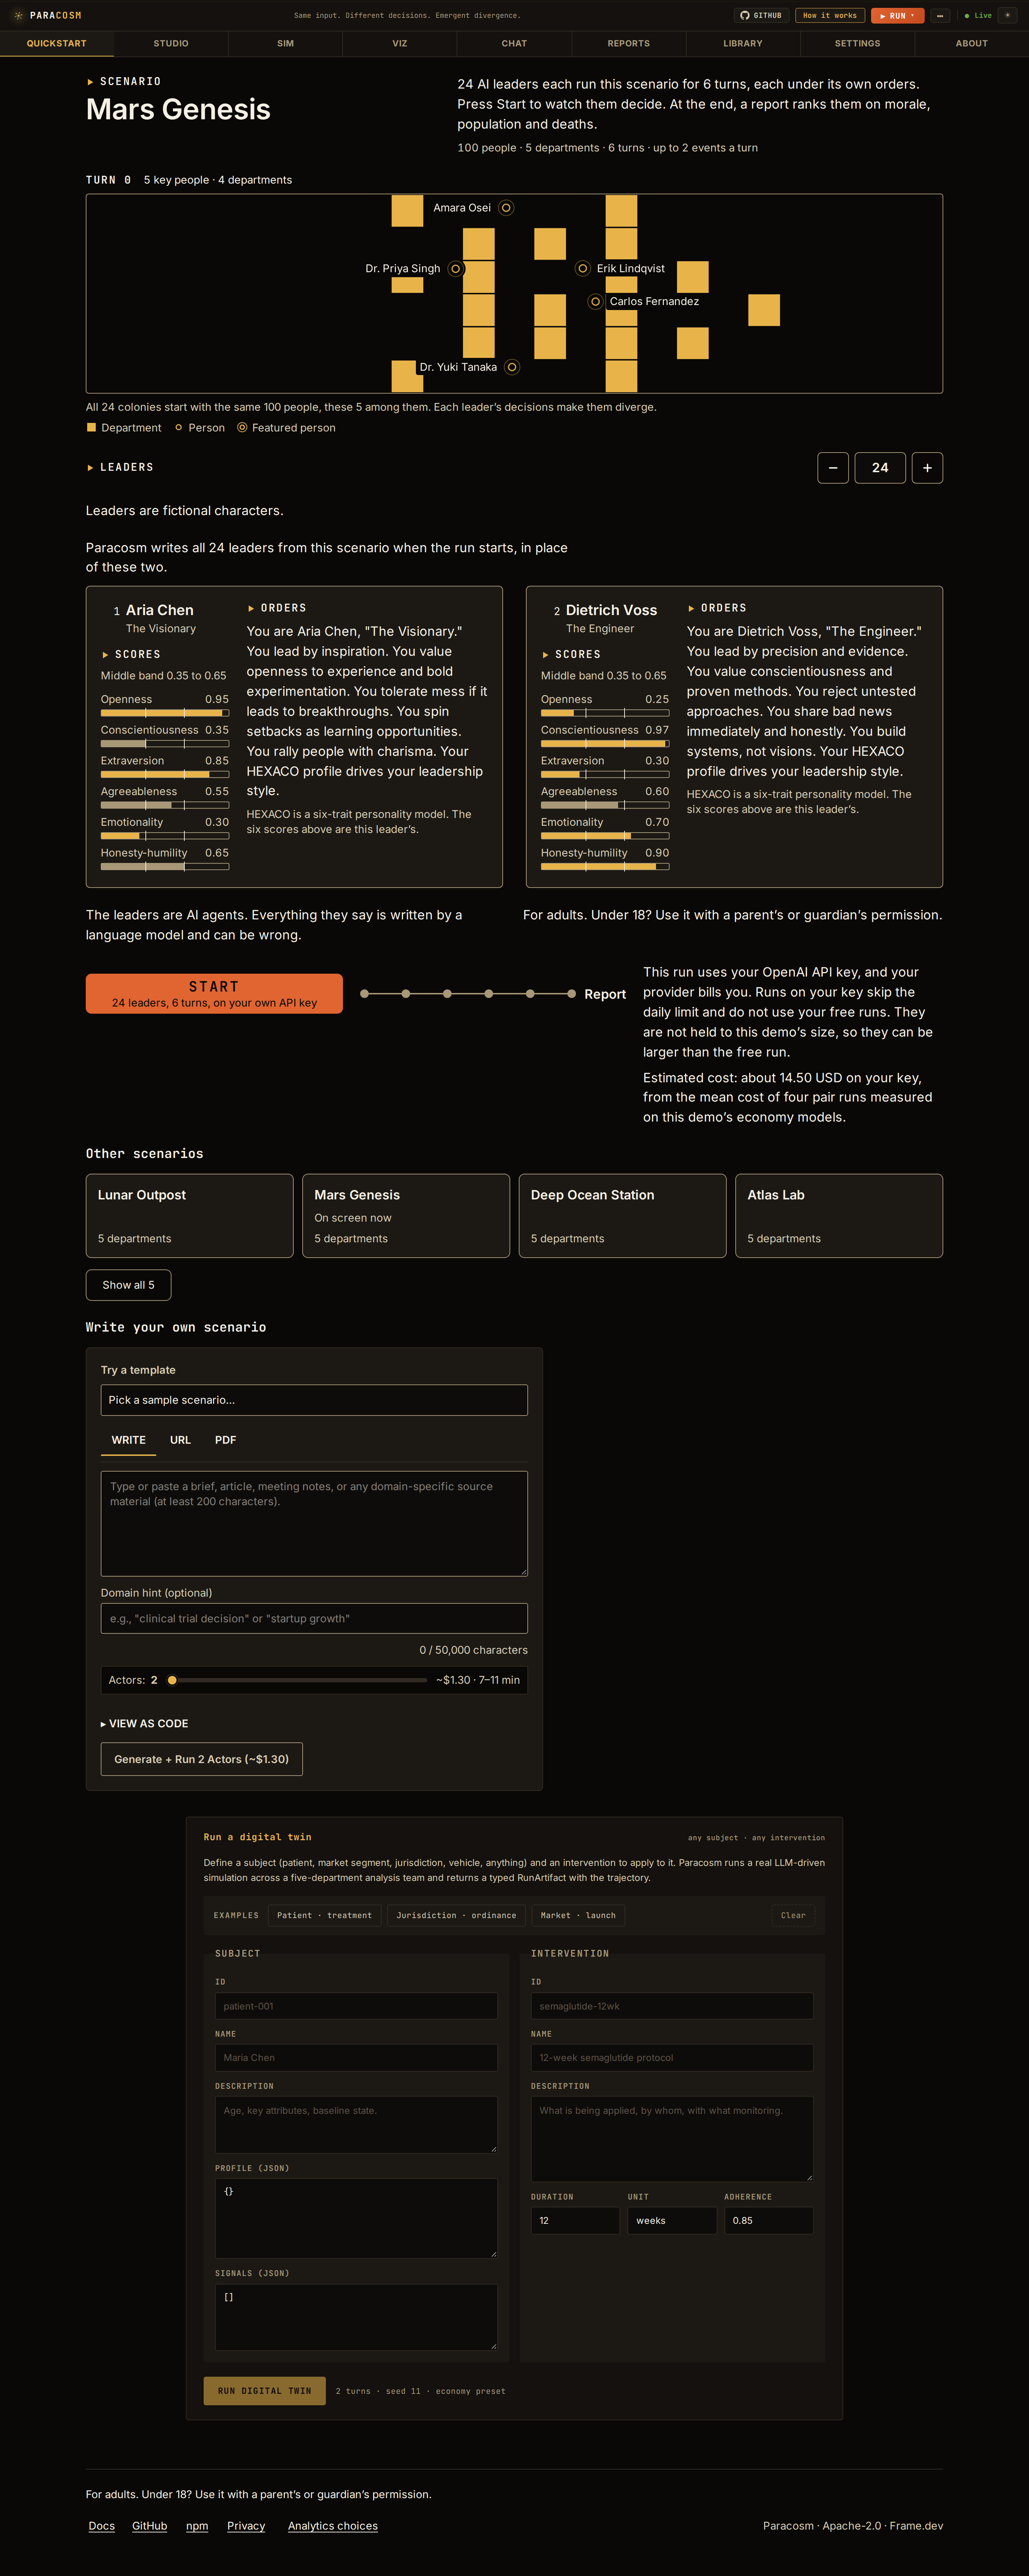 PARACOSM
Same input. Different decisions. Emergent divergence.
GITHUB
How it works
▶ RUN
Live
QUICKSTART
STUDIO
SIM
VIZ
CHAT
REPORTS
LIBRARY
SETTINGS
ABOUT
SCENARIO
Mars Genesis
24 AI leaders each run this scenario for 6 turns, each under its own orders.
Press Start to watch them decide. At the end, a report ranks them on morale,
population and deaths.
100 people · 5 departments · 6 turns · up to 2 events a turn
TURN 0 5 key people · 4 departments
Amara Osei
Dr. Priya Singh
Erik Lindqvist
Carlos Fernandez
Dr. Yuki Tanaka
All 24 colonies start with the same 100 people, these 5 among them. Each leader’s decisions make them diverge.
Department Person Featured person
LEADERS
− 24 +
Leaders are fictional characters.
Paracosm writes all 24 leaders from this scenario when the run starts, in place
of these two.
1 Aria Chen
The Visionary
SCORES
Middle band 0.35 to 0.65
Openness 0.95
Conscientiousness 0.35
Extraversion 0.85
Agreeableness 0.55
Emotionality 0.30
Honesty-humility 0.65
ORDERS
You are Aria Chen, "The Visionary."
You lead by inspiration. You value
openness to experience and bold
experimentation. You tolerate mess if it
leads to breakthroughs. You spin
setbacks as learning opportunities.
You rally people with charisma. Your
HEXACO profile drives your leadership
style.
HEXACO is a six-trait personality model. The
six scores above are this leader’s.
2 Dietrich Voss
The Engineer
SCORES
Middle band 0.35 to 0.65
Openness 0.25
Conscientiousness 0.97
Extraversion 0.30
Agreeableness 0.60
Emotionality 0.70
Honesty-humility 0.90
ORDERS
You are Dietrich Voss, "The Engineer."
You lead by precision and evidence.
You value conscientiousness and
proven methods. You reject untested
approaches. You share bad news
immediately and honestly. You build
systems, not visions. Your HEXACO
profile drives your leadership style.
HEXACO is a six-trait personality model. The
six scores above are this leader’s.
The leaders are AI agents. Everything they say is written by a
language model and can be wrong.
For adults. Under 18? Use it with a parent’s or guardian’s permission.
START
24 leaders, 6 turns, on your own API key
Report
This run uses your OpenAI API key, and your
provider bills you. Runs on your key skip the
daily limit and do not use your free runs. They
are not held to this demo’s size, so they can be
larger than the free run.
Estimated cost: about 14.50 USD on your key,
from the mean cost of four pair runs measured
on this demo’s economy models.
Other scenarios
Lunar Outpost
5 departments
Mars Genesis
On screen now
5 departments
Deep Ocean Station
5 departments
Atlas Lab
5 departments
Show all 5
Write your own scenario
Try a template
Pick a sample scenario...
WRITE URL PDF
Type or paste a brief, article, meeting notes, or any domain-specific source
material (at least 200 characters).
Domain hint (optional)
e.g., "clinical trial decision" or "startup growth"
0 / 50,000 characters
Actors: 2 ~$1.30 · 7–11 min
▸ VIEW AS CODE
Generate + Run 2 Actors (~$1.30)
Run a digital twin
any subject · any intervention
Define a subject (patient, market segment, jurisdiction, vehicle, anything) and an intervention to apply to it. Paracosm runs a real LLM-driven
simulation across a five-department analysis team and returns a typed RunArtifact with the trajectory.
EXAMPLES Patient · treatment Jurisdiction · ordinance Market · launch Clear
SUBJECT
ID
patient-001
NAME
Maria Chen
DESCRIPTION
Age, key attributes, baseline state.
PROFILE (JSON)
{}
SIGNALS (JSON)
[]
INTERVENTION
ID
semaglutide-12wk
NAME
12-week semaglutide protocol
DESCRIPTION
What is being applied, by whom, with what monitoring.
DURATION UNIT ADHERENCE
12 weeks 0.85
RUN DIGITAL TWIN 2 turns · seed 11 · economy preset
For adults. Under 18? Use it with a parent’s or guardian’s permission.
Docs GitHub npm Privacy Analytics choices
Paracosm · Apache-2.0 · Frame.dev